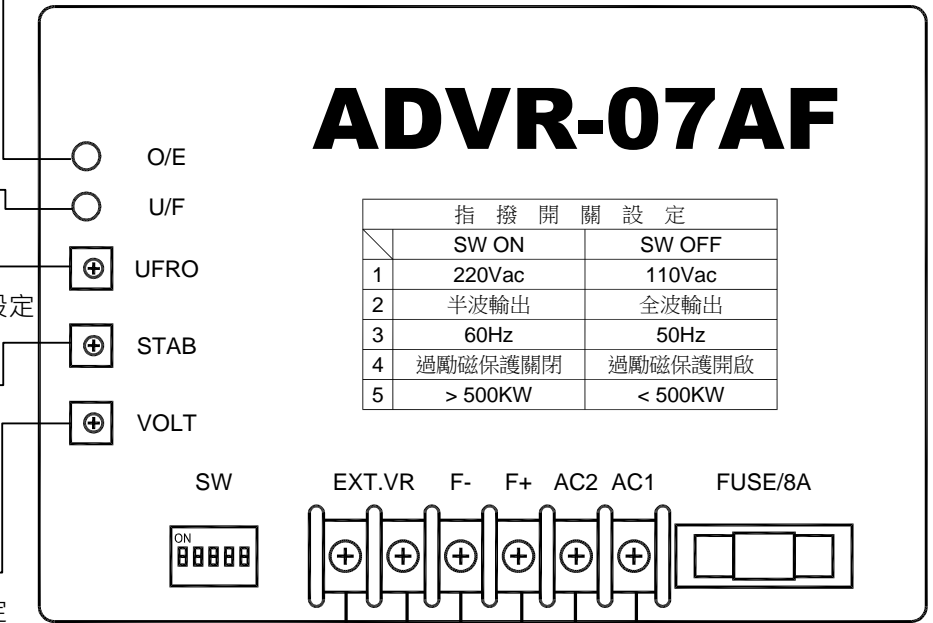 ADVR-07AF
O/E
U/F
UFRO
STAB
VOLT
設定
定
指撥開關設定
SW ON SW OFF
1 220Vac 110Vac
2 半波輸出 全波輸出
3 60Hz 50Hz
4 過勵磁保護關閉 過勵磁保護開啟
5 > 500KW < 500KW
SW EXT.VR F- F+ AC2 AC1 FUSE/8A
ON